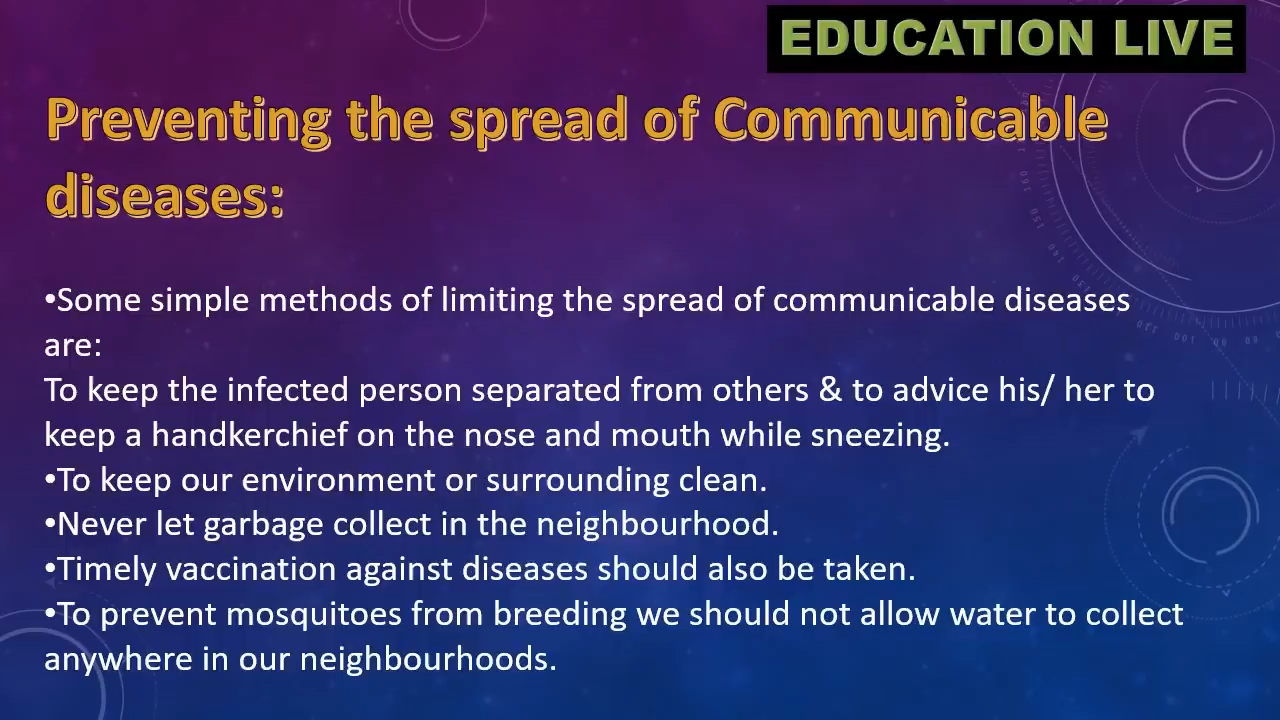 EDUCATION LIVE
Preventing the spread of Communicable
diseases:
•Some simple methods of limiting the spread of communicable diseases
are:
To keep the infected person separated from others & to advice his/ her to
keep a handkerchief on the nose and mouth while sneezing.
•To keep our environment or surrounding clean.
•Never let garbage collect in the neighbourhood.
•Timely vaccination against diseases should also be taken.
•To prevent mosquitoes from breeding we should not allow water to collect
anywhere in our neighbourhoods.